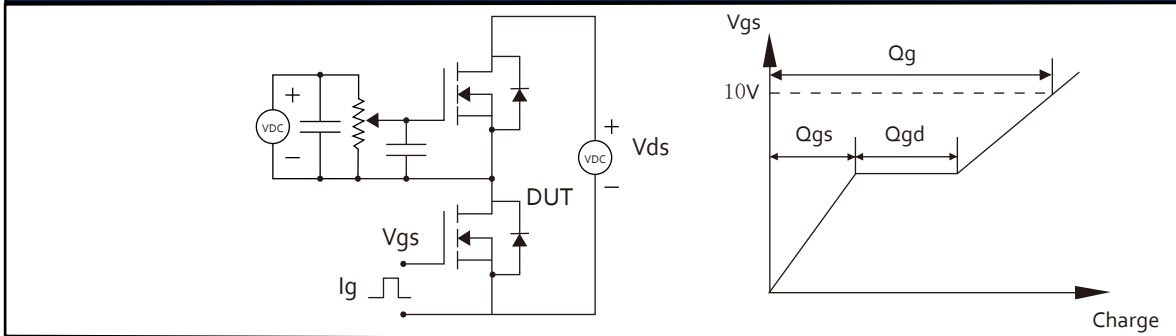 +
VDC
−
Vgs
Ig
DUT
+
VDC
−
Vds
Vgs
Qg
10V
Qgs
Qgd
Charge